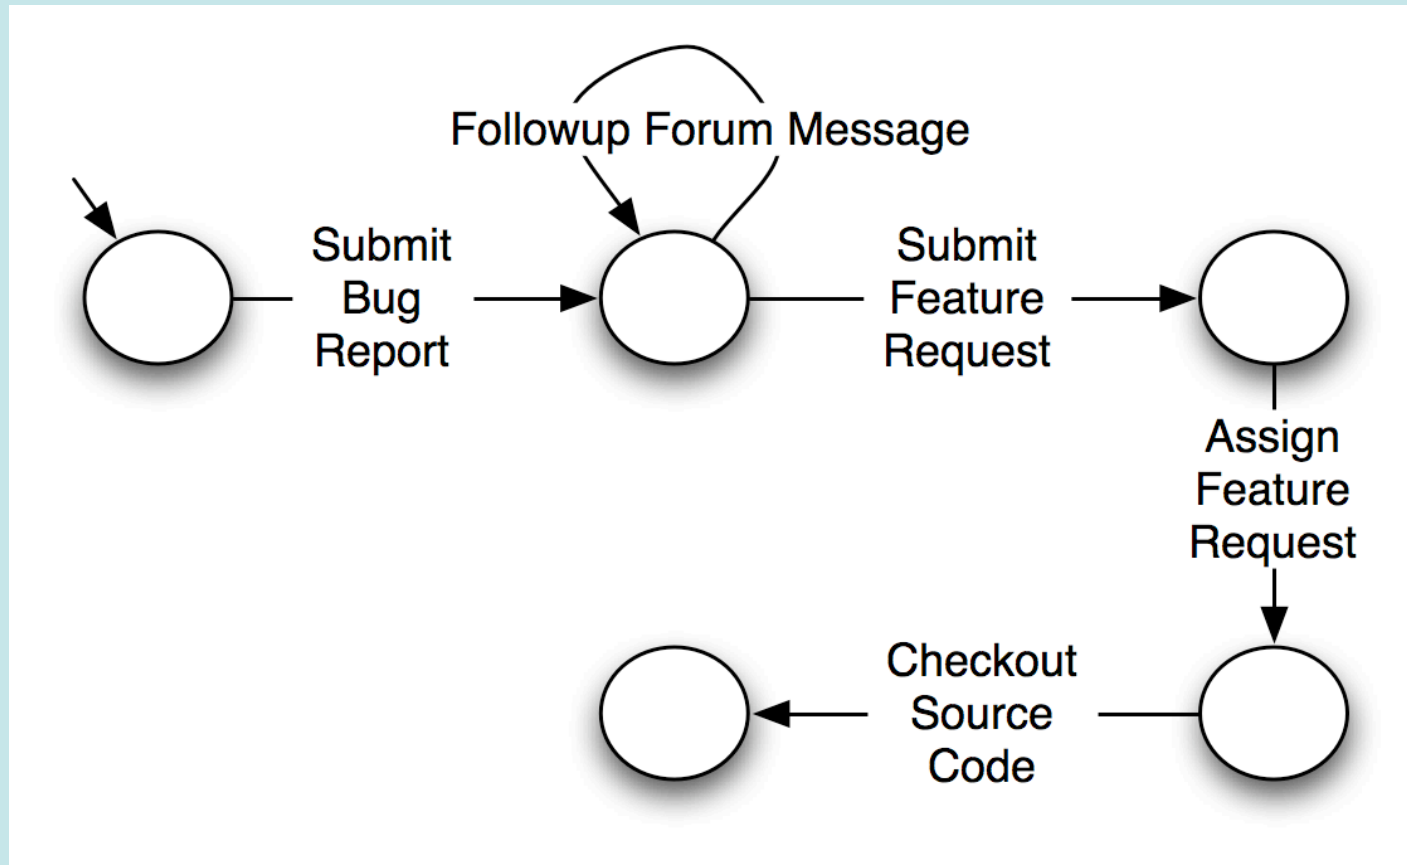 Followup Forum Message
Submit
Bug
Report
Submit
Feature
Request
Assign
Feature
Request
Checkout
Source
Code